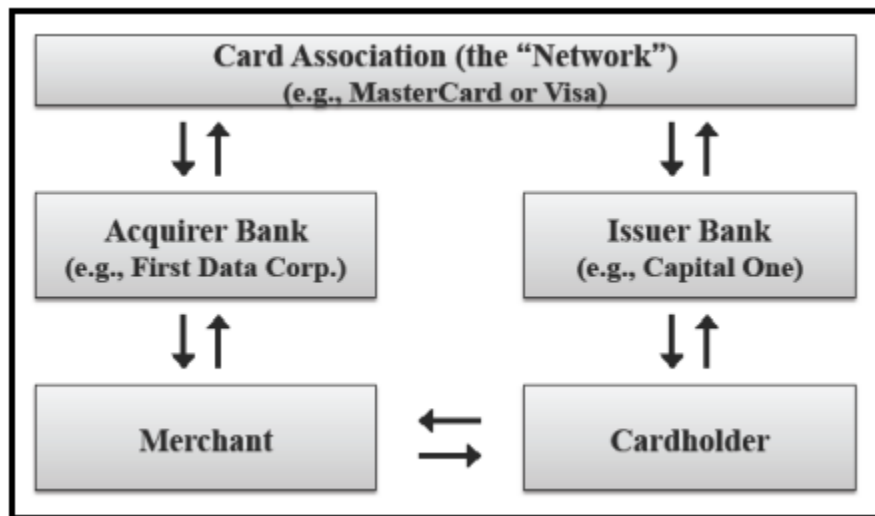 Card Association (the “Network”)
(e.g., MasterCard or Visa)
Acquirer Bank
(e.g., First Data Corp.)
Issuer Bank
(e.g., Capital One)
Merchant
Cardholder